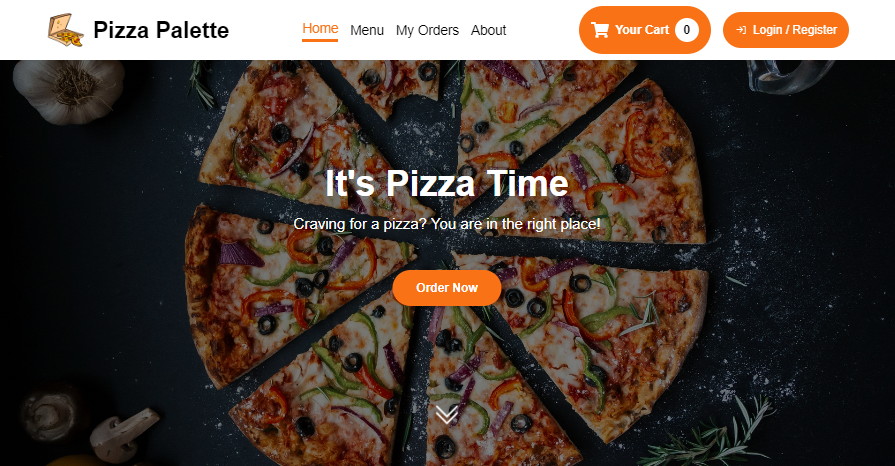 Pizza Palette
Home Menu My Orders About
Your Cart 0
Login / Register
It's Pizza Time
Craving for a pizza? You are in the right place!
Order Now